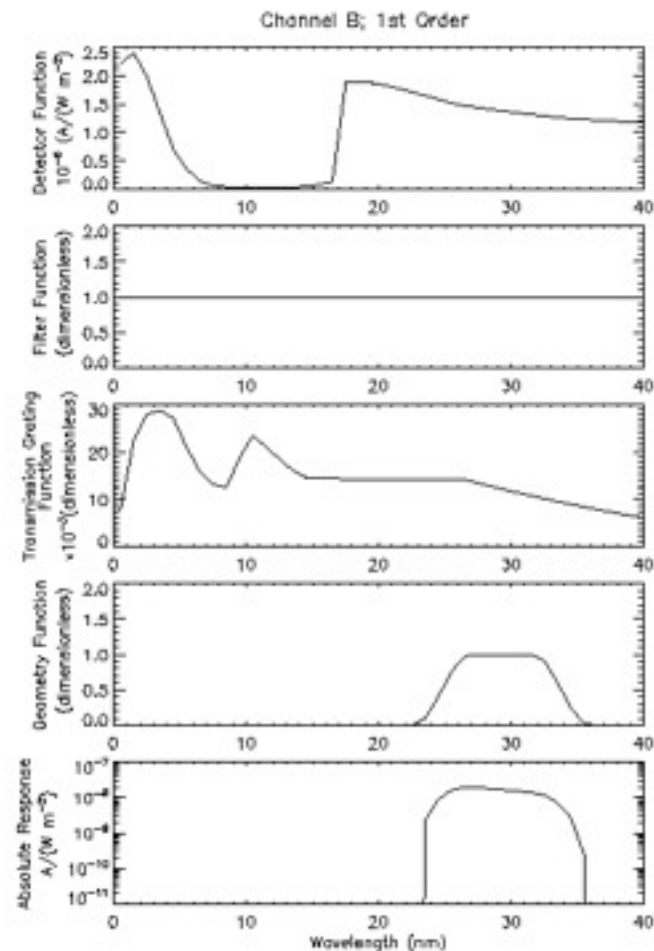 Channel B; 1st Order
Detector Function
10⁻⁶ (A/(W m⁻²)
2.5
2.0
1.5
1.0
0.5
0.0
0 10 20 30 40
Filter Function
(dimensionless)
2.0
1.5
1.0
0.5
0.0
0 10 20 30 40
Transmission Grating
Function
(dimensionless)
30
20
10
0
0 10 20 30 40
Geometry Function
(dimensionless)
2.0
1.5
1.0
0.5
0.0
0 10 20 30 40
Absolute Response
A/(W m⁻²)
10⁻⁷
10⁻⁸
10⁻⁹
10⁻¹⁰
10⁻¹¹
0 10 20 30 40
Wavelength (nm)